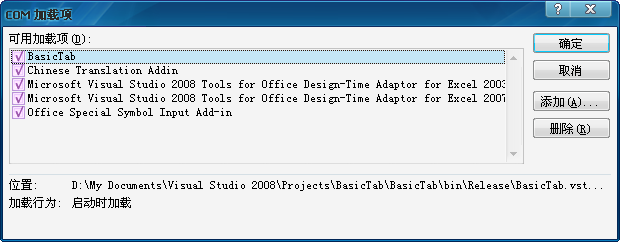 COM 加载项
可用加载项(D):
BasicTab
Chinese Translation Addin
Microsoft Visual Studio 2008 Tools for Office Design-Time Adaptor for Excel 2003
Microsoft Visual Studio 2008 Tools for Office Design-Time Adaptor for Excel 2007
Office Special Symbol Input Add-in
确定
取消
添加(A)...
删除(R)
位置: D:\My Documents\Visual Studio 2008\Projects\BasicTab\BasicTab\bin\Release\BasicTab.vst...
加载行为: 启动时加载